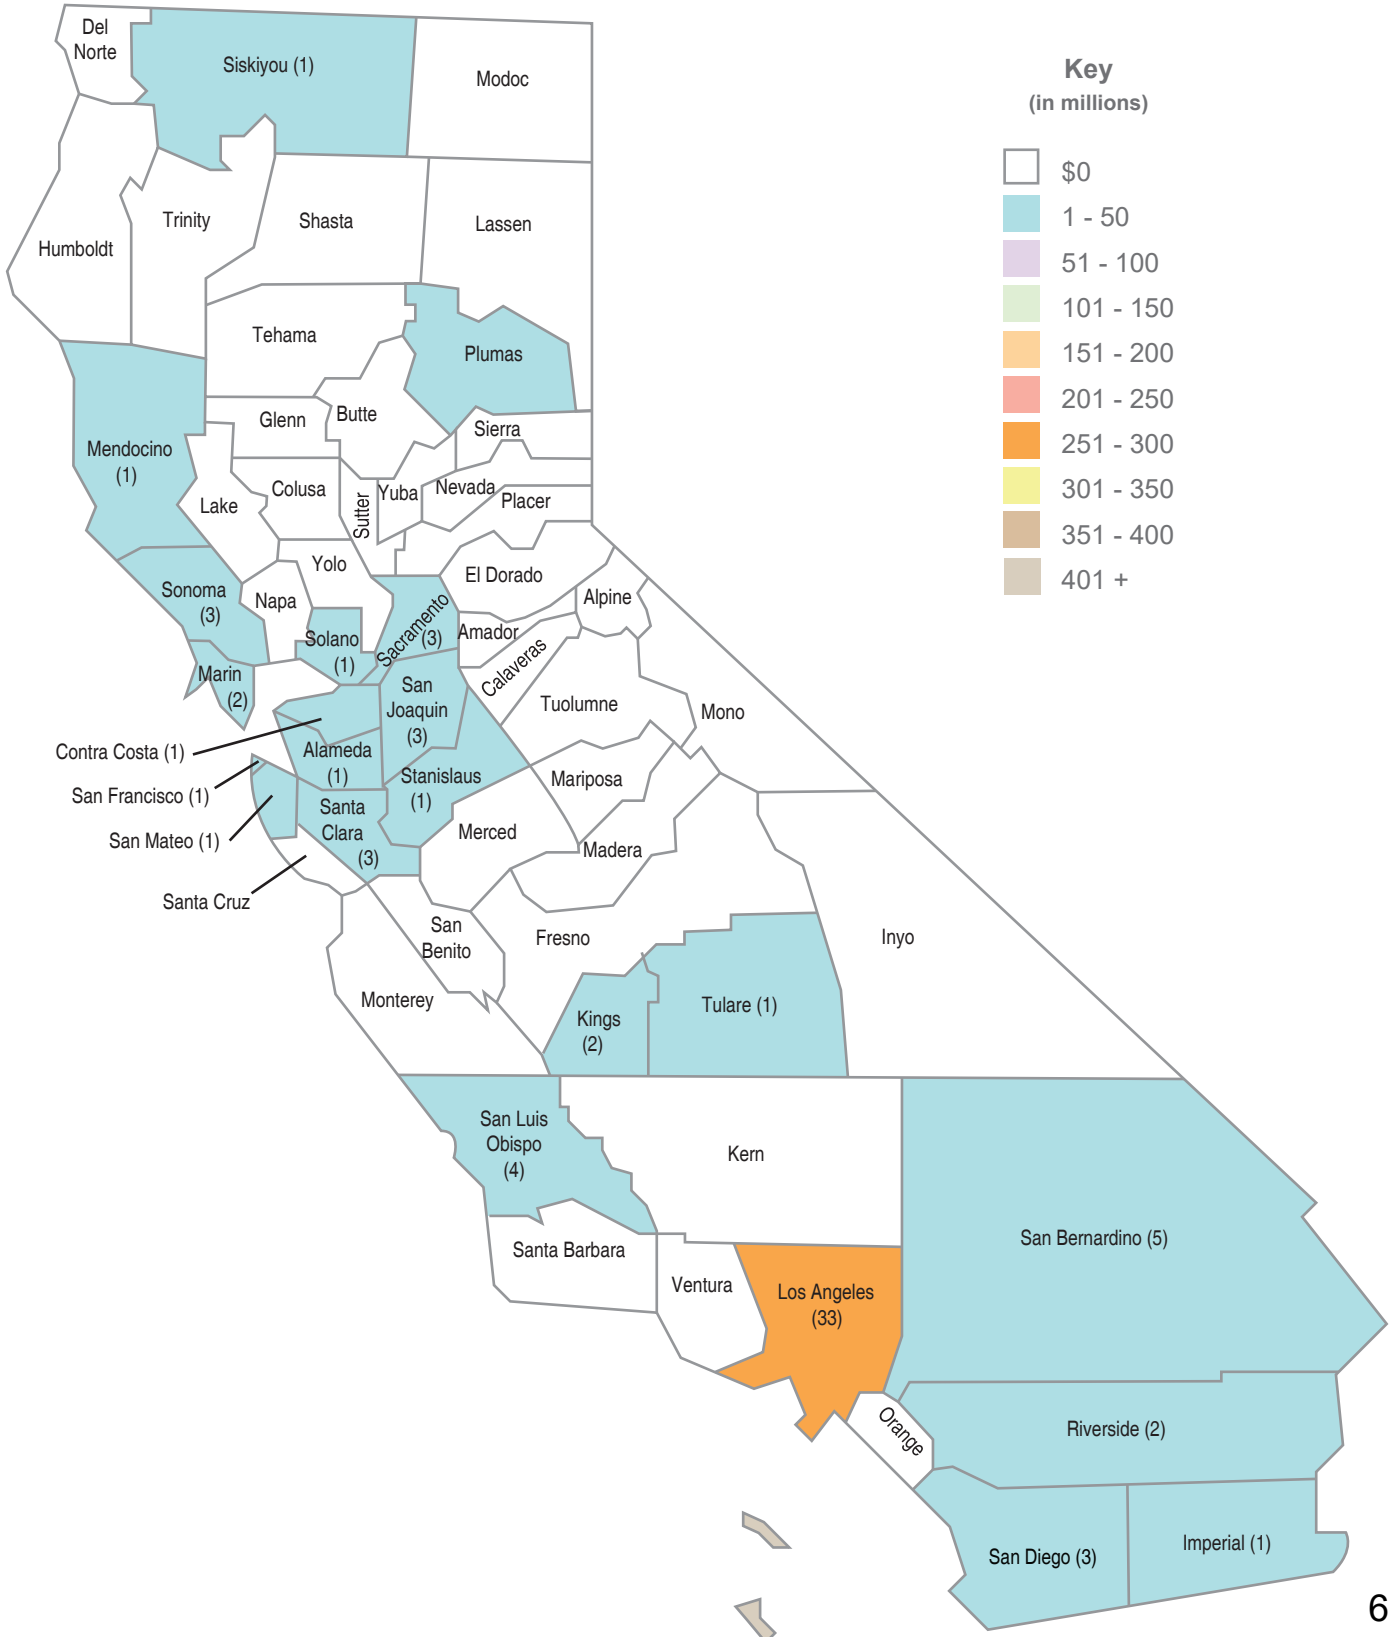 Del
Norte
Siskiyou (1)
Modoc
Key
(in millions)
$0
1 - 50
51 - 100
101 - 150
151 - 200
201 - 250
251 - 300
301 - 350
351 - 400
401 +
Humboldt
Trinity
Shasta
Lassen
Tehama
Plumas
Glenn
Butte
Sierra
Mendocino
(1)
Lake
Colusa
Sutter
Yuba
Nevada
Placer
Yolo
El Dorado
Sonoma
(3)
Napa
Solano
(1)
Sacramento
(3)
Amador
Alpine
Calaveras
Marin
(2)
San
Joaquin
(3)
Tuolumne
Mono
Contra Costa (1)
Alameda
(1)
Stanislaus
(1)
Mariposa
San Francisco (1)
San Mateo (1)
Santa
Clara
(3)
Merced
Madera
Santa Cruz
San
Benito
Fresno
Inyo
Monterey
Kings
(2)
Tulare (1)
San Luis
Obispo
(4)
Kern
San Bernardino (5)
Santa Barbara
Ventura
Los Angeles
(33)
Orange
Riverside (2)
San Diego (3)
Imperial (1)
6